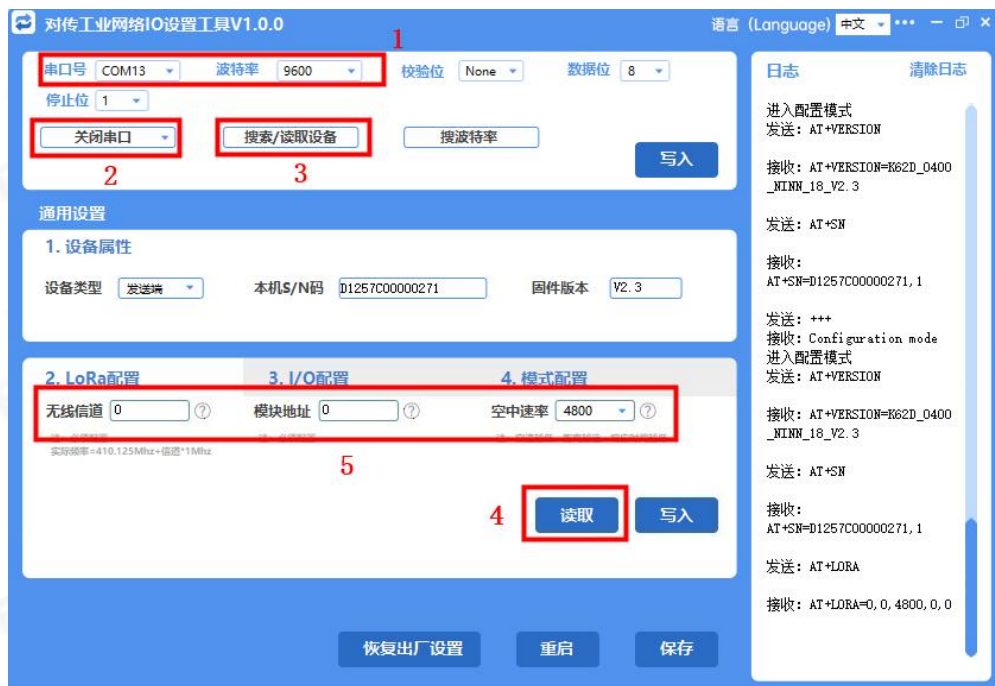 对传工业网络IO设置工具V1.0.0
语言 (Language) 中文
1
串口号 COM13 波特率 9600 校验位 None 数据位 8
停止位 1
关闭串口 搜索/读取设备 搜波特率
写入
2 3
通用设置
1. 设备属性
设备类型 发送端 本机S/N码 D1257C00000271 固件版本 V2.3
2. LoRa配置 3. I/O配置 4. 模式配置
无线信道 0 ? 模块地址 0 ? 空中速率 4800 ?
实际频率=410.125Mhz+信道*1Mhz
5
4 读取 写入
恢复出厂设置 重启 保存
日志 清除日志
进入配置模式
发送: AT+VERSION
接收: AT+VERSION=K62D_0400
_NINN_18_V2.3
发送: AT+SN
接收:
AT+SN=D1257C00000271,1
发送: +++
接收: Configuration mode
进入配置模式
发送: AT+VERSION
接收: AT+VERSION=K62D_0400
_NINN_18_V2.3
发送: AT+SN
接收:
AT+SN=D1257C00000271,1
发送: AT+LORA
接收: AT+LORA=0,0,4800,0,0